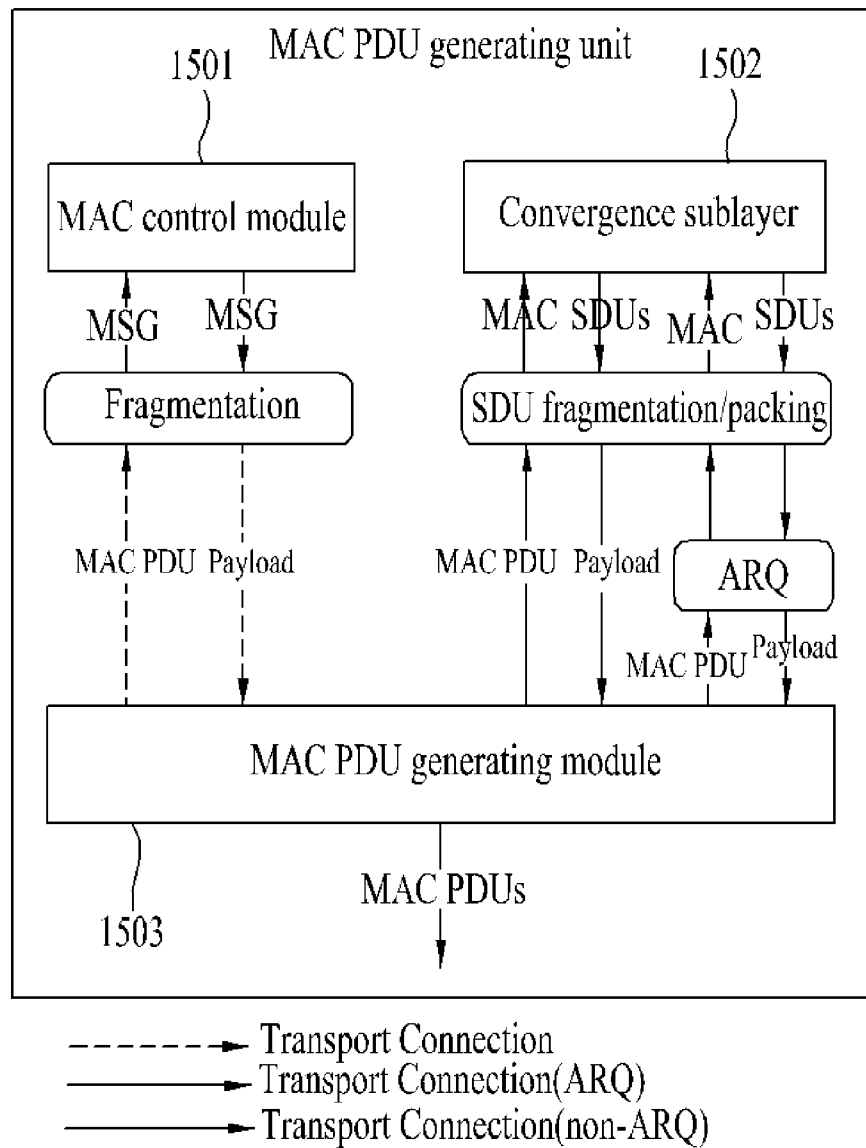 MAC PDU generating unit
1501
1502
MAC control module
Convergence sublayer
MSG
MSG
MAC SDUs
MAC
SDUs
Fragmentation
SDU fragmentation/packing
MAC PDU Payload
MAC PDU Payload
ARQ
MAC PDU
Payload
MAC PDU generating module
MAC PDUs
1503
Transport Connection
Transport Connection(ARQ)
Transport Connection(non-ARQ)